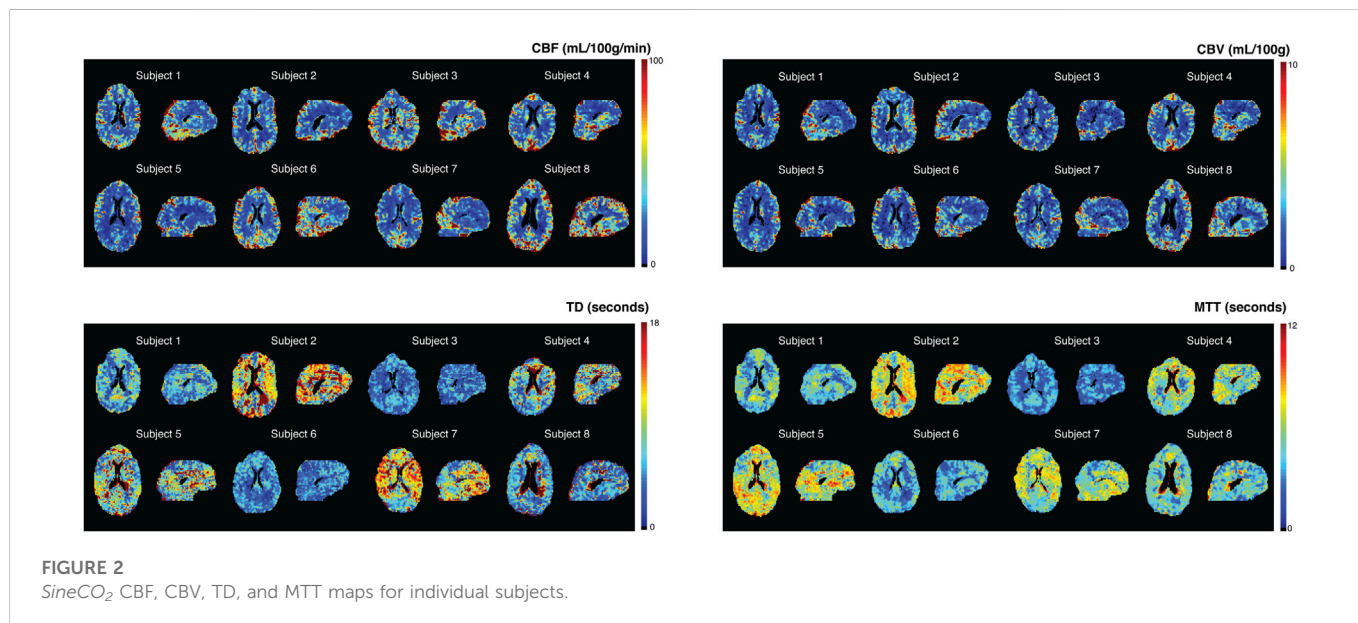 CBF (mL/100g/min)
100
Subject 1 Subject 2 Subject 3 Subject 4
Subject 5 Subject 6 Subject 7 Subject 8
0
CBV (mL/100g)
10
Subject 1 Subject 2 Subject 3 Subject 4
Subject 5 Subject 6 Subject 7 Subject 8
0
TD (seconds)
18
Subject 1 Subject 2 Subject 3 Subject 4
Subject 5 Subject 6 Subject 7 Subject 8
0
MTT (seconds)
12
Subject 1 Subject 2 Subject 3 Subject 4
Subject 5 Subject 6 Subject 7 Subject 8
0
FIGURE 2
SineCO₂ CBF, CBV, TD, and MTT maps for individual subjects.